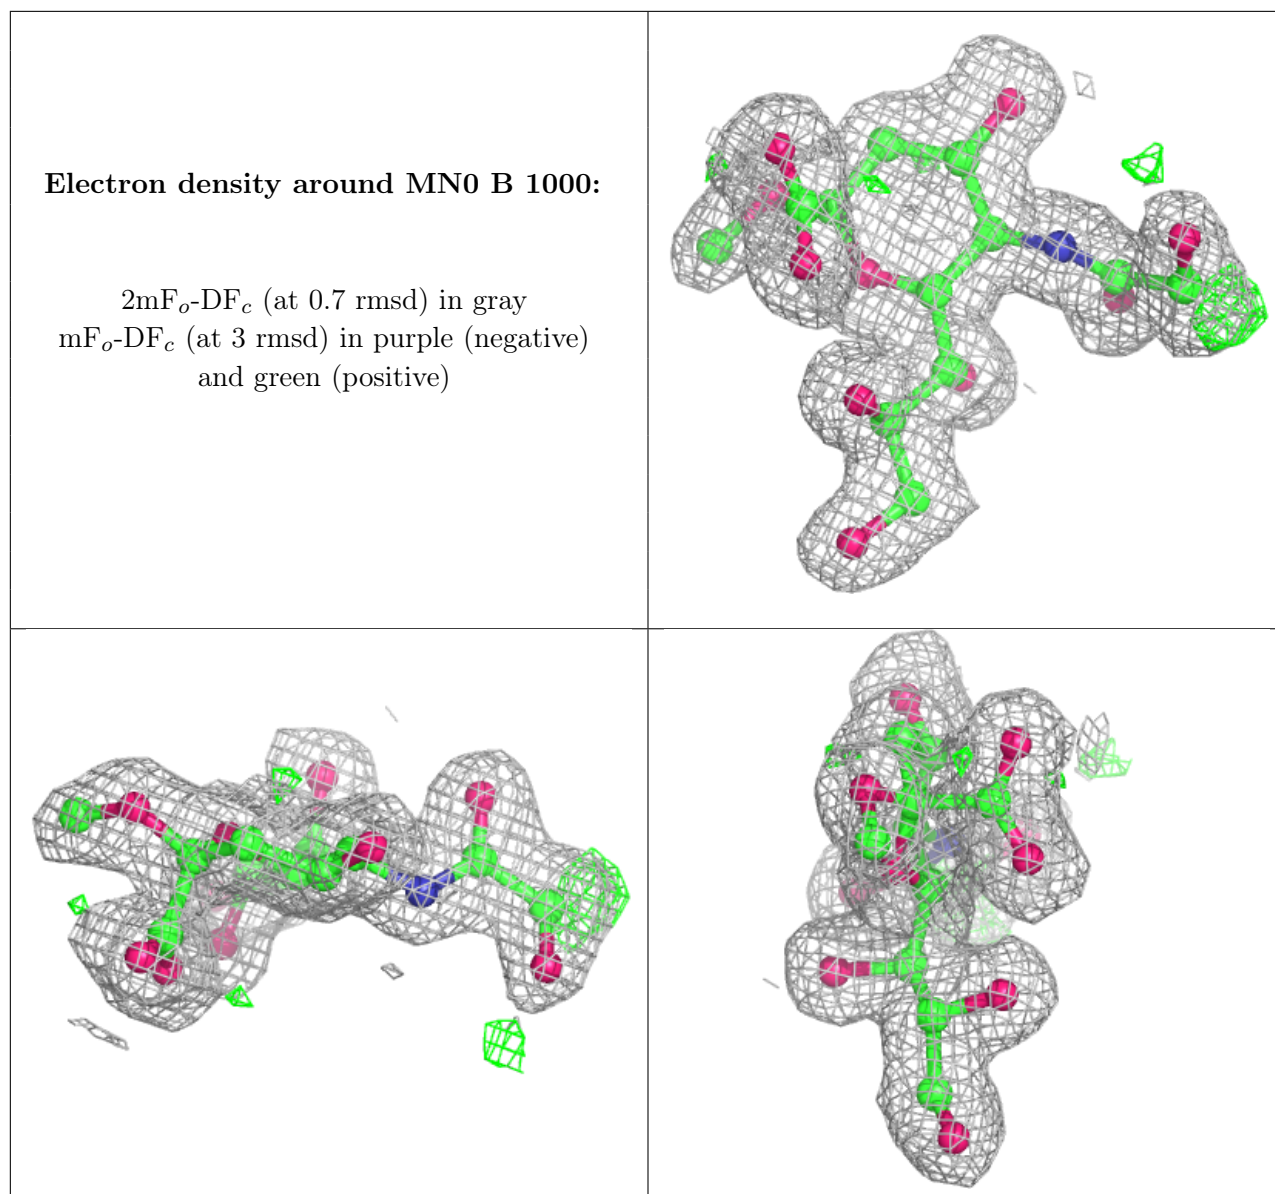 Electron density around MN0 B 1000:
2mFₒ-DF𝒸 (at 0.7 rmsd) in gray
mFₒ-DF𝒸 (at 3 rmsd) in purple (negative)
and green (positive)